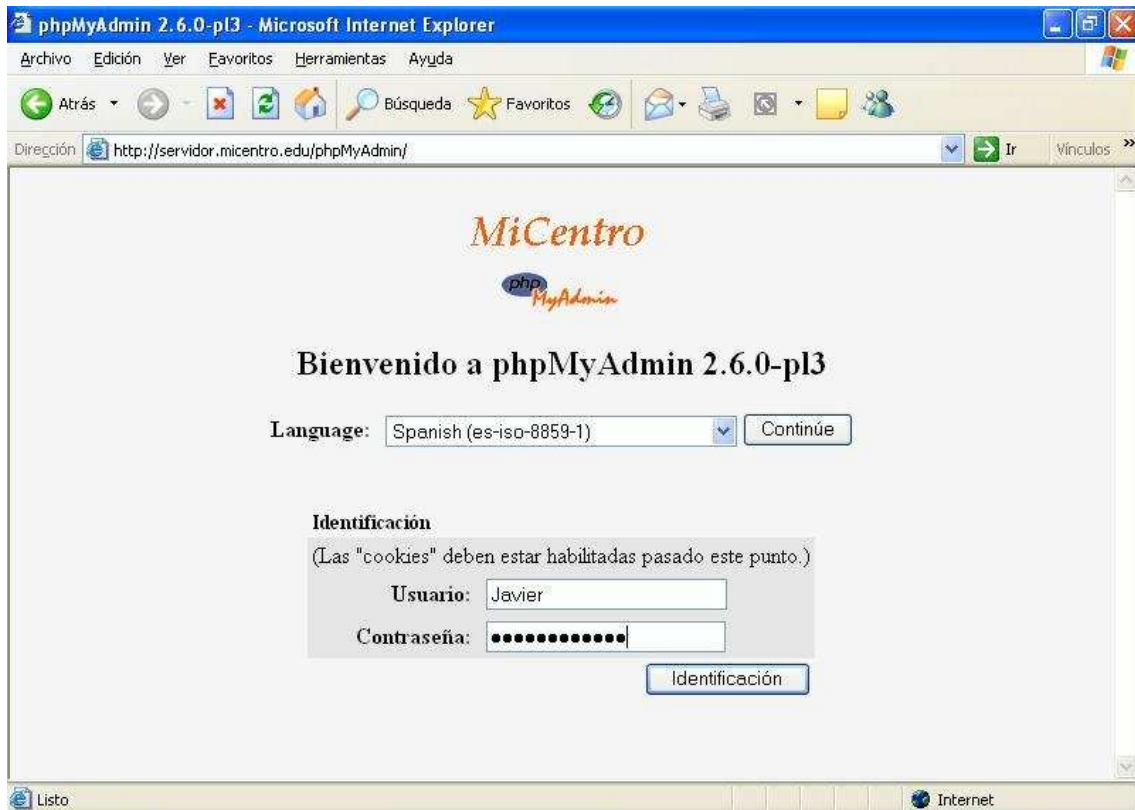 phpMyAdmin 2.6.0-pl3 - Microsoft Internet Explorer
Archivo Edición Ver Favoritos Herramientas Ayuda
Atrás Búsqueda Favoritos
Dirección http://servidor.micentro.edu/phpMyAdmin/ Ir Vínculos »
MiCentro
php
MyAdmin
Bienvenido a phpMyAdmin 2.6.0-pl3
Language: Spanish (es-iso-8859-1) Continúe
Identificación
(Las "cookies" deben estar habilitadas pasado este punto.)
Usuario: Javier
Contraseña: ●●●●●●●●●●●●
Identificación
Listo Internet